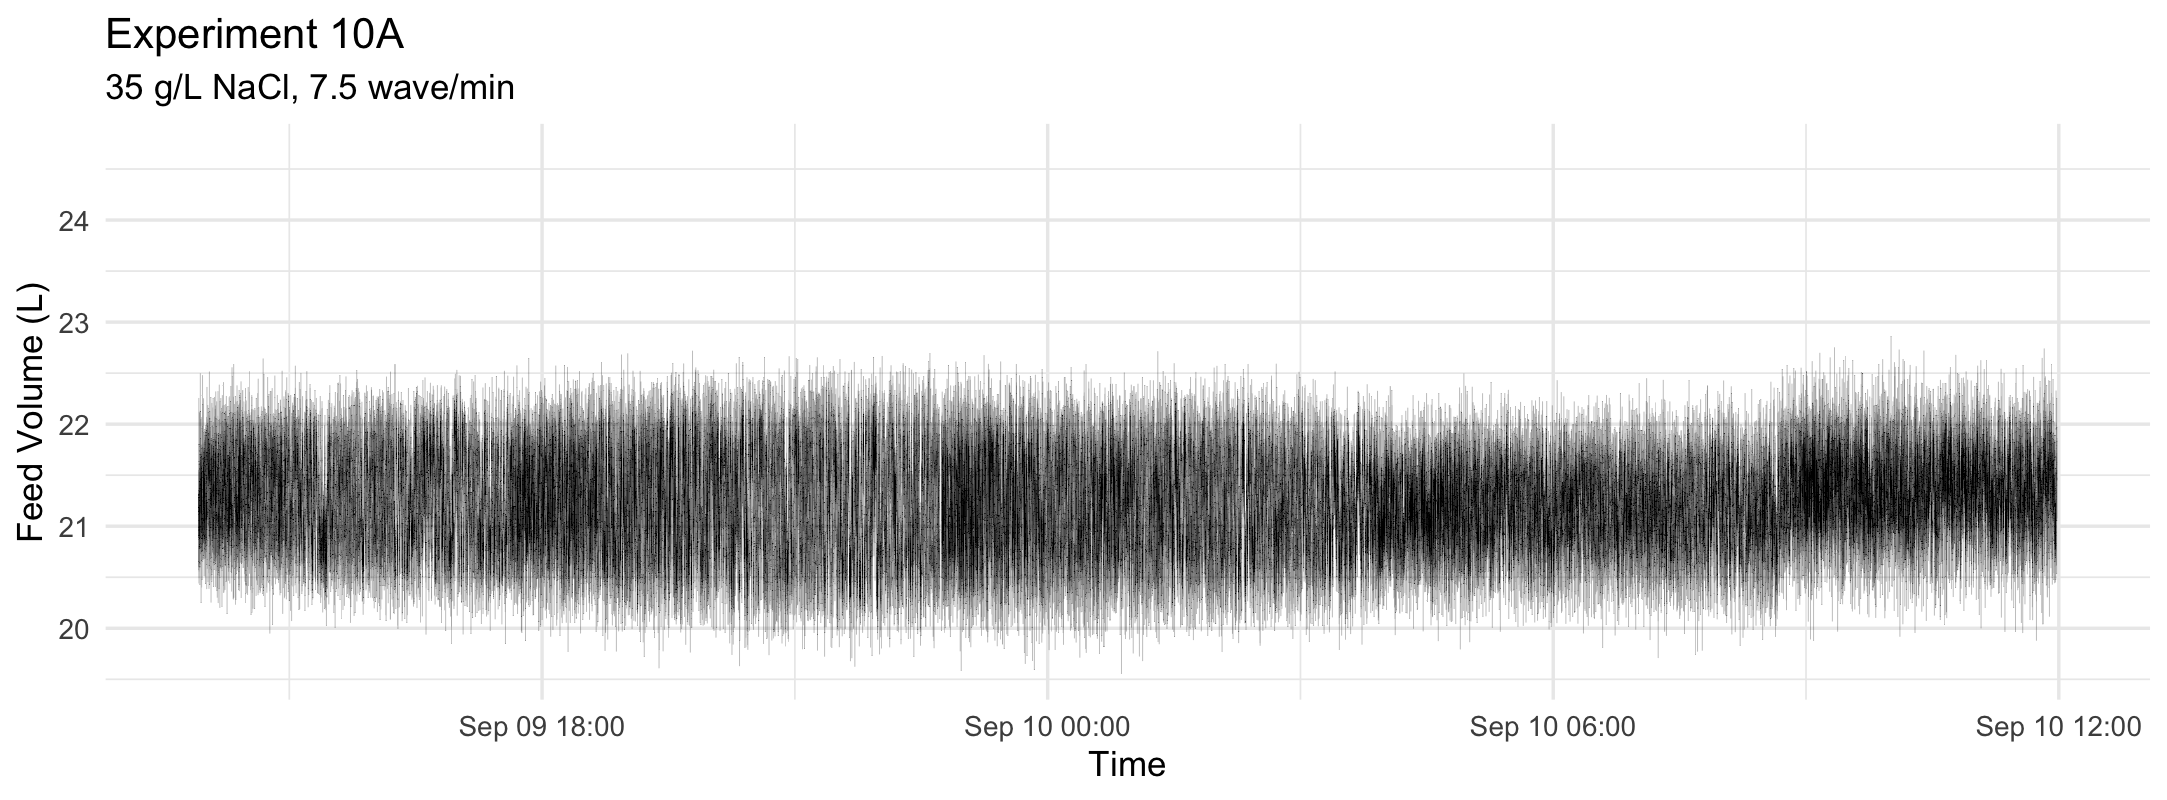 Experiment 10A
35 g/L NaCl, 7.5 wave/min
Feed Volume (L)
24
23
22
21
20
Sep 09 18:00
Sep 10 00:00
Sep 10 06:00
Sep 10 12:00
Time